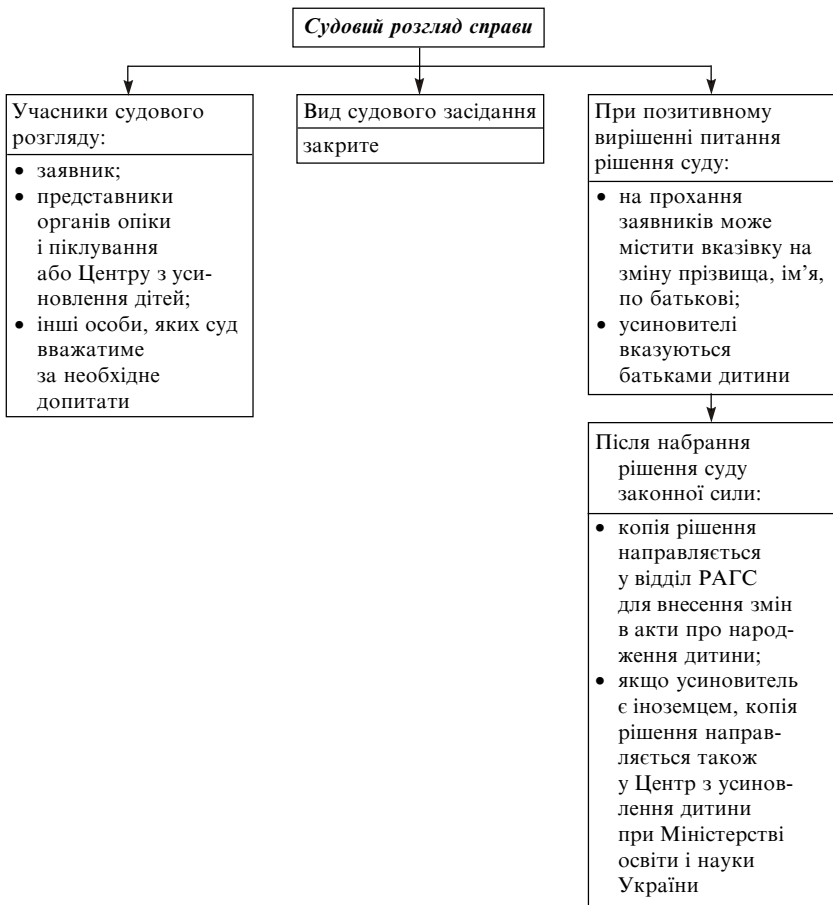 Судовий розгляд справи
Учасники судового
розгляду:
• заявник;
• представники
органів опіки
і піклування
або Центру з уси-
новлення дітей;
• інші особи, яких суд
вважатиме
за необхідне
допитати
Вид судового засідання
закрите
При позитивному
вирішенні питання
рішення суду:
• на прохання
заявників може
містити вказівку на
зміну прізвища, ім’я,
по батькові;
• усиновителі
вказуються
батьками дитини
Після набрання
рішення суду
законної сили:
• копія рішення
направляється
у відділ РАГС
для внесення змін
в акти про народ-
ження дитини;
• якщо усиновитель
є іноземцем, копія
рішення направ-
ляється також
у Центр з усинов-
лення дитини
при Міністерстві
освіти і науки
України